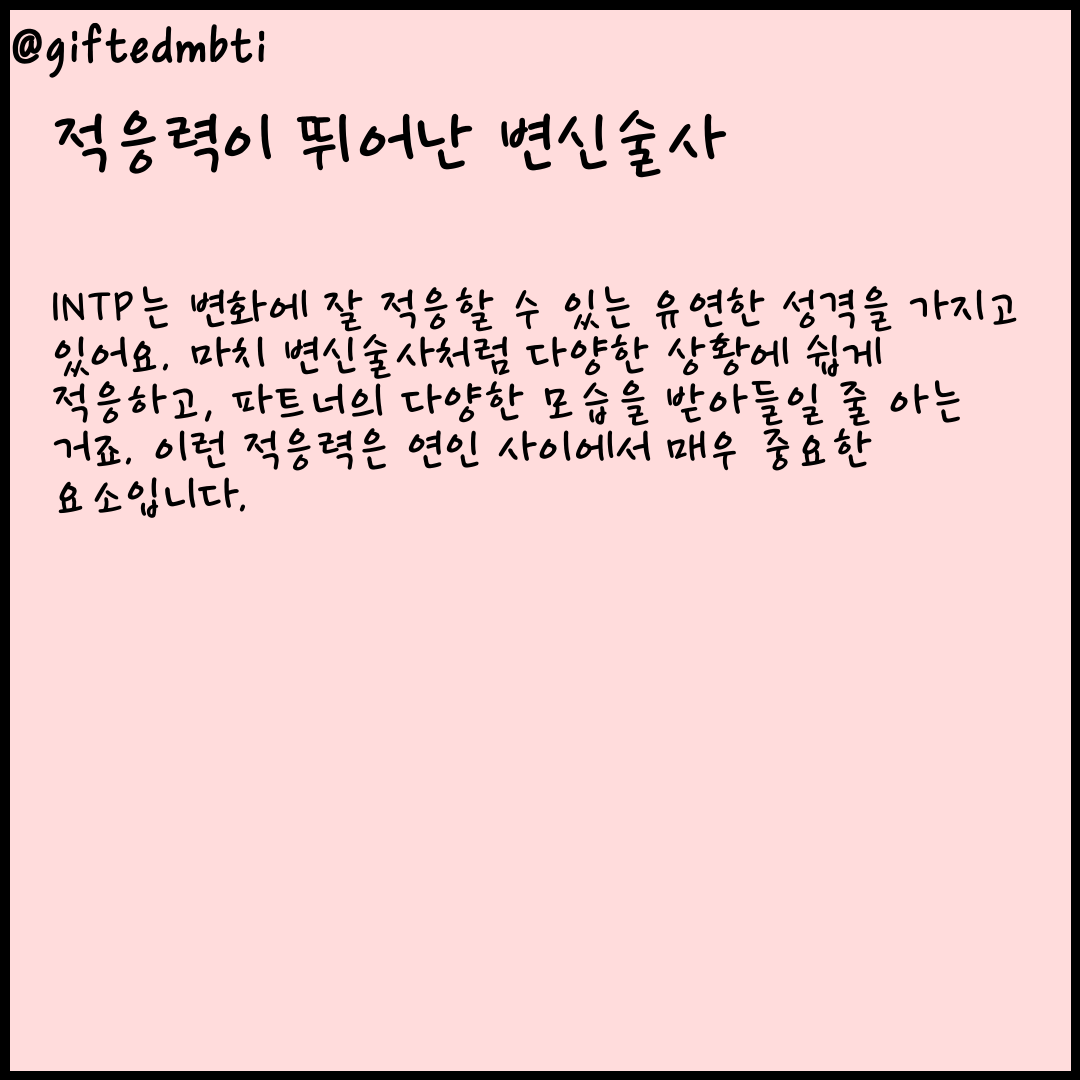 @giftedmbti
적응력이 뛰어난 변신술사
INTP는 변화에 잘 적응할 수 있는 유연한 성격을 가지고
있어요. 마치 변신술사처럼 다양한 상황에 쉽게
적응하고, 파트너의 다양한 모습을 받아들일 줄 아는
거죠. 이런 적응력은 연인 사이에서 매우 중요한
요소입니다.